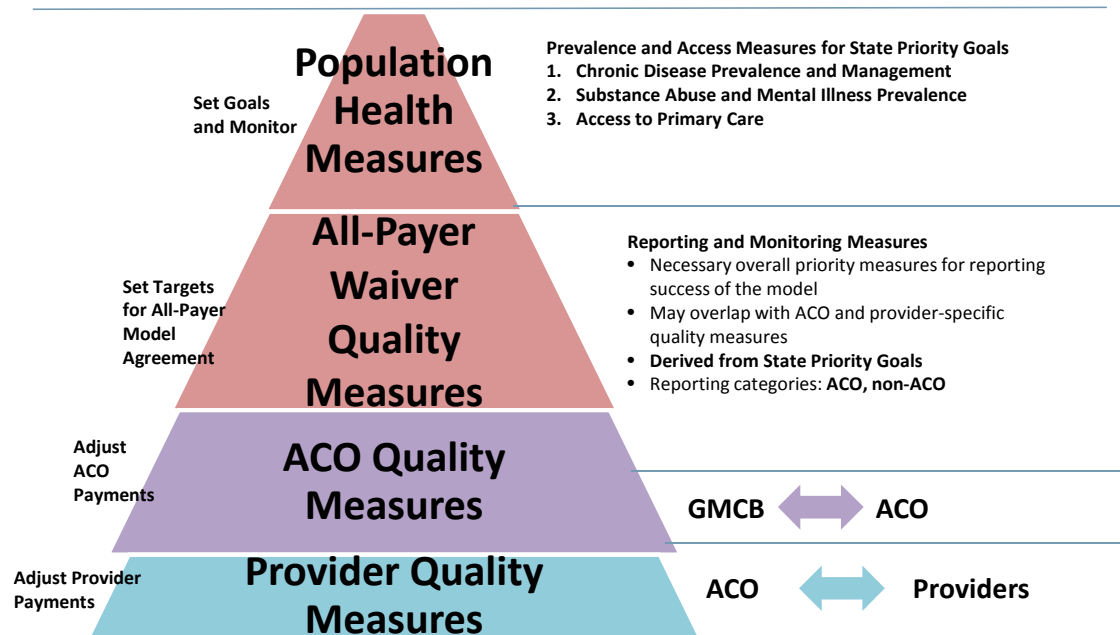 Population
Health
Measures
Set Goals
and Monitor
Prevalence and Access Measures for State Priority Goals
1. Chronic Disease Prevalence and Management
2. Substance Abuse and Mental Illness Prevalence
3. Access to Primary Care
All-Payer
Waiver
Quality
Measures
Set Targets
for All-Payer
Model
Agreement
Reporting and Monitoring Measures
• Necessary overall priority measures for reporting
success of the model
• May overlap with ACO and provider-specific
quality measures
• Derived from State Priority Goals
• Reporting categories: ACO, non-ACO
Adjust
ACO
Payments
ACO Quality
Measures
GMCB ACO
Adjust Provider
Payments
Provider Quality
Measures
ACO Providers